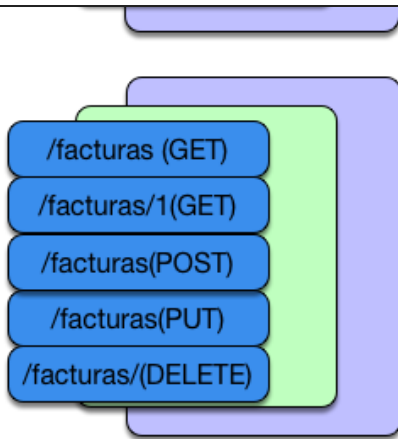 /facturas (GET)
/facturas/1(GET)
/facturas(POST)
/facturas(PUT)
/facturas/(DELETE)